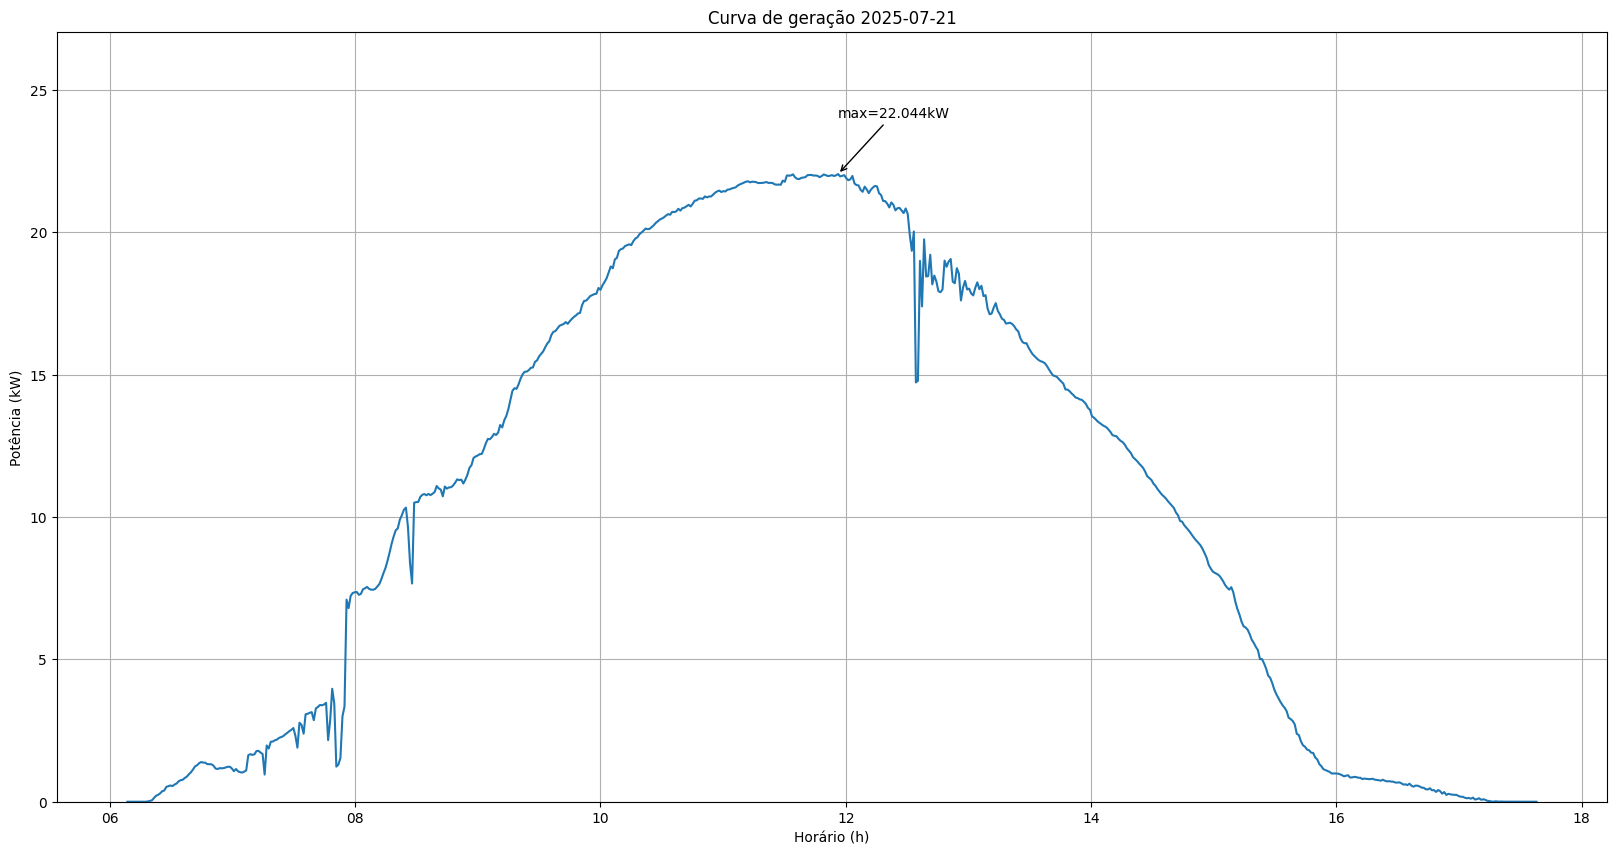 Curva de geração 2025-07-21
25
max=22.044kW
20
15
Potência (kW)
10
5
0
06 08 10 12 14 16 18
Horário (h)